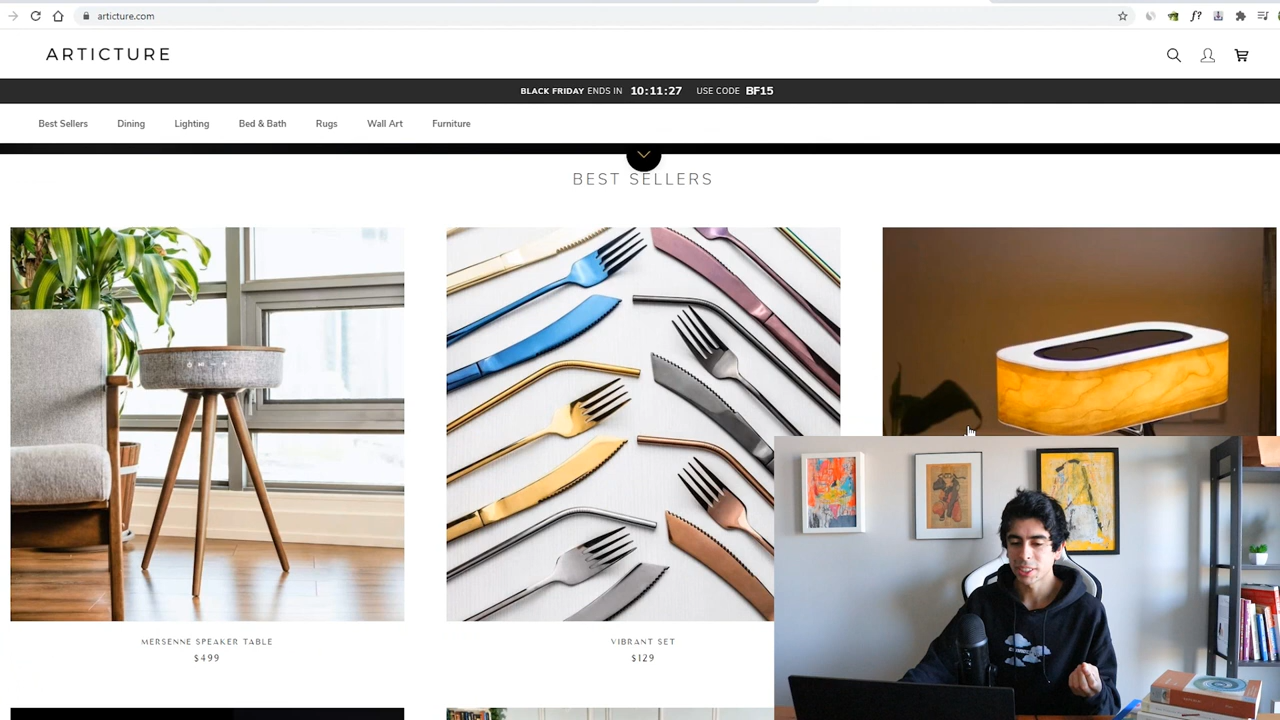 articture.com
f?
ARTICTURE
BLACK FRIDAY ENDS IN 10:11:27 USE CODE BF15
Best Sellers Dining Lighting Bed & Bath Rugs Wall Art Furniture
BEST SELLERS
MERSENNE SPEAKER TABLE
$499
VIBRANT SET
$129